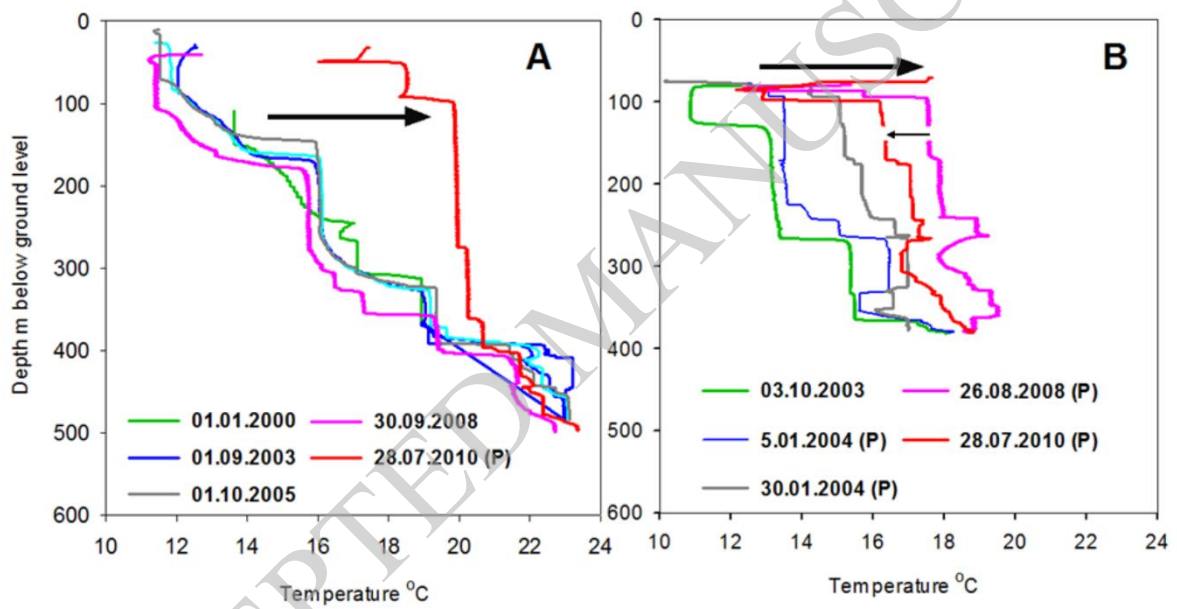 A
B
Depth m below ground level
0
100
200
300
400
500
600
0
100
200
300
400
500
600
01.01.2000
30.09.2008
01.09.2003
28.07.2010 (P)
01.10.2005
03.10.2003
26.08.2008 (P)
5.01.2004 (P)
28.07.2010 (P)
30.01.2004 (P)
10 12 14 16 18 20 22 24
10 12 14 16 18 20 22 24
Temperature °C
Temperature °C
EPTED MANUSC